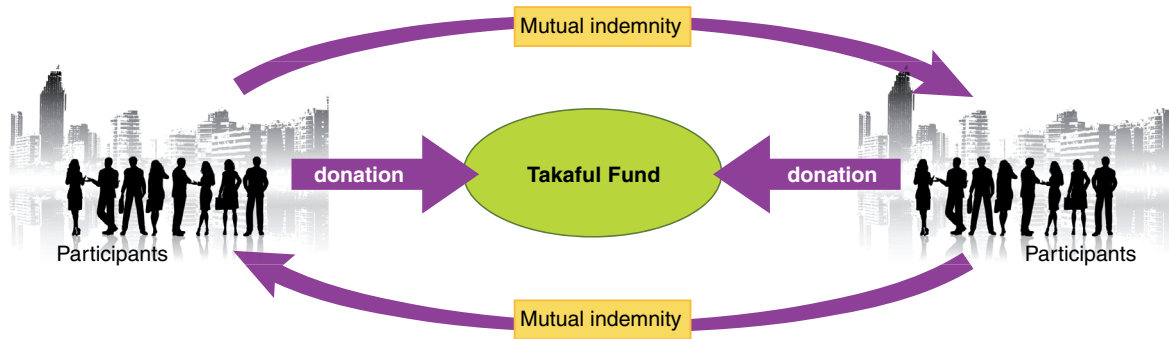 Mutual indemnity
donation
Takaful Fund
donation
Participants
Participants
Mutual indemnity